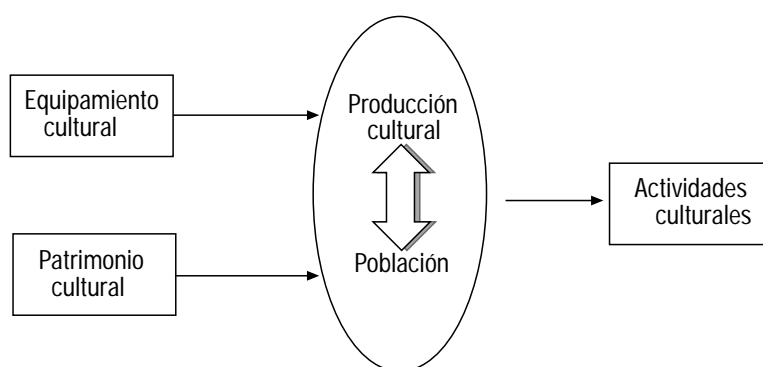 Equipamiento
cultural
Producción
cultural
Actividades
culturales
Patrimonio
cultural
Población